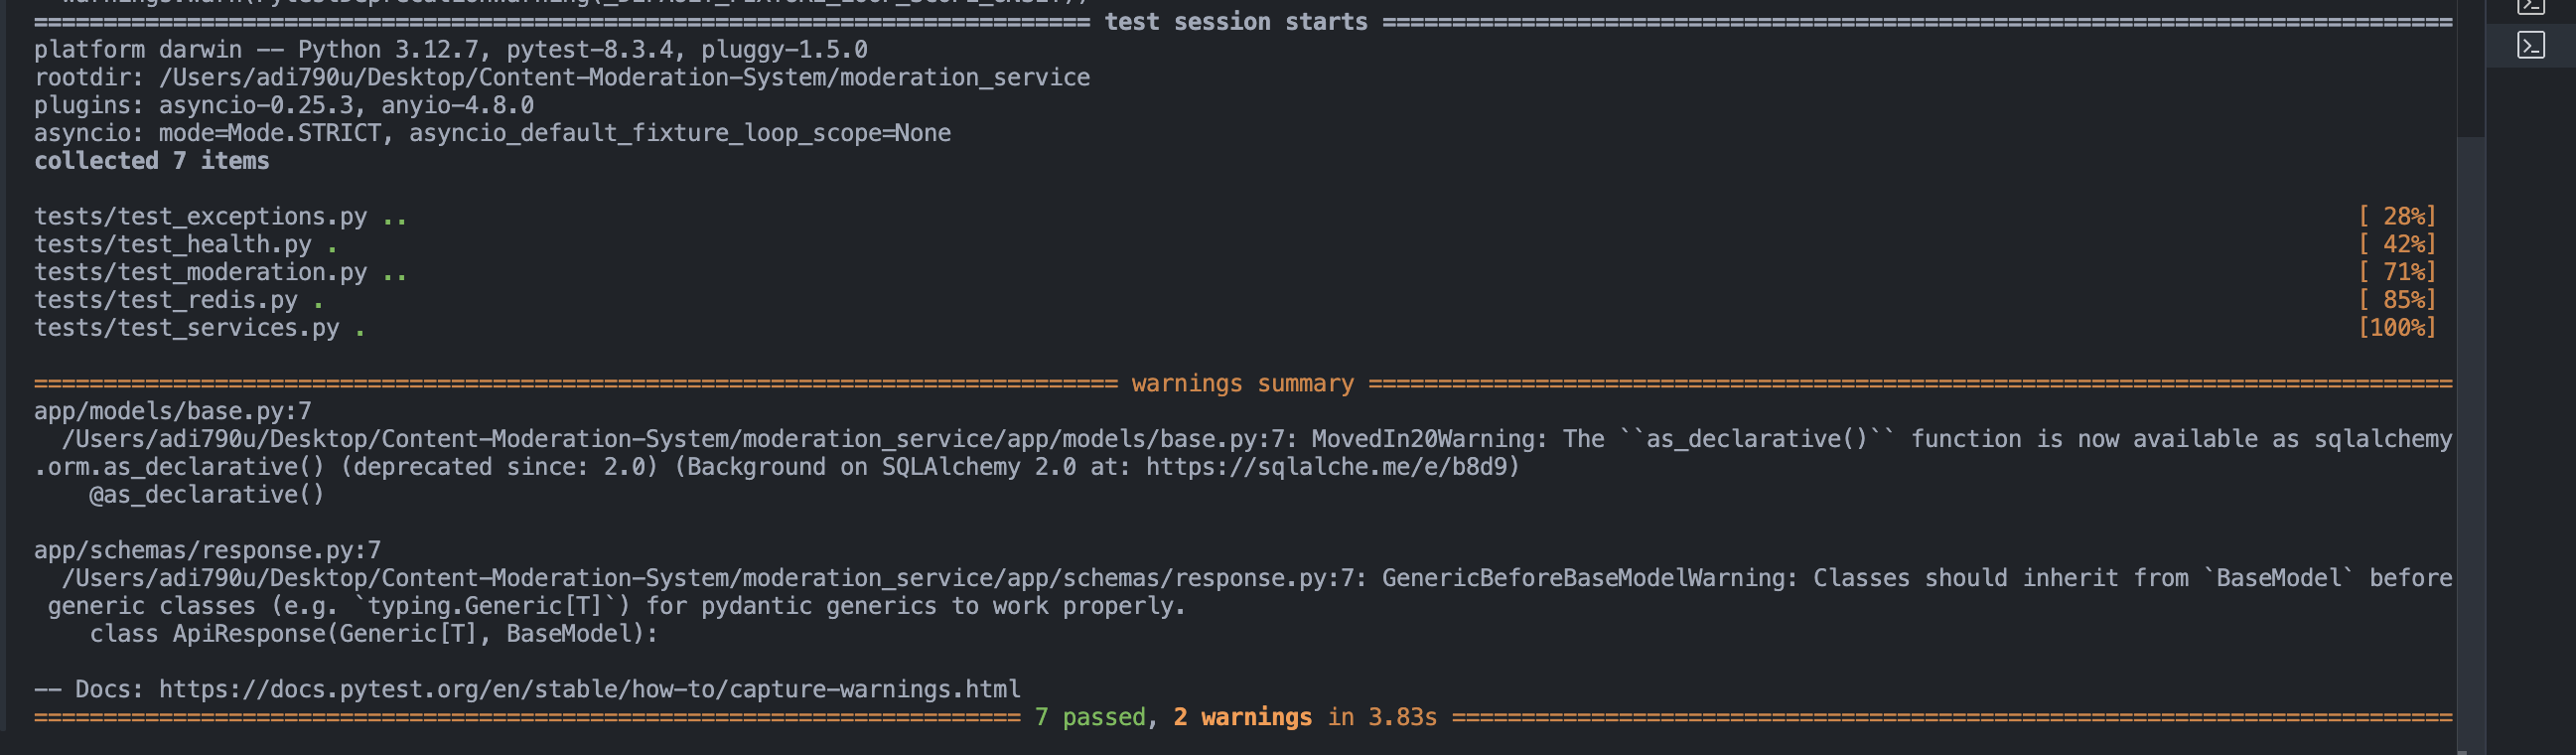 warnings.warn(PytestDeprecationWarning(_DEFAULT_FIXTURE_LOOP_SCOPE_UNSET))
============================================================================ test session starts =============================================================================
platform darwin -- Python 3.12.7, pytest-8.3.4, pluggy-1.5.0
rootdir: /Users/adi790u/Desktop/Content-Moderation-System/moderation_service
plugins: asyncio-0.25.3, anyio-4.8.0
asyncio: mode=Mode.STRICT, asyncio_default_fixture_loop_scope=None
collected 7 items
tests/test_exceptions.py .. [ 28%]
tests/test_health.py . [ 42%]
tests/test_moderation.py .. [ 71%]
tests/test_redis.py . [ 85%]
tests/test_services.py . [100%]
============================================================================== warnings summary ==============================================================================
app/models/base.py:7
/Users/adi790u/Desktop/Content-Moderation-System/moderation_service/app/models/base.py:7: MovedIn20Warning: The ``as_declarative()`` function is now available as sqlalchemy
.orm.as_declarative() (deprecated since: 2.0) (Background on SQLAlchemy 2.0 at: https://sqlalche.me/e/b8d9)
@as_declarative()
app/schemas/response.py:7
/Users/adi790u/Desktop/Content-Moderation-System/moderation_service/app/schemas/response.py:7: GenericBeforeBaseModelWarning: Classes should inherit from `BaseModel` before
generic classes (e.g. `typing.Generic[T]`) for pydantic generics to work properly.
class ApiResponse(Generic[T], BaseModel):
-- Docs: https://docs.pytest.org/en/stable/how-to/capture-warnings.html
======================================================================= 7 passed, 2 warnings in 3.83s ========================================================================